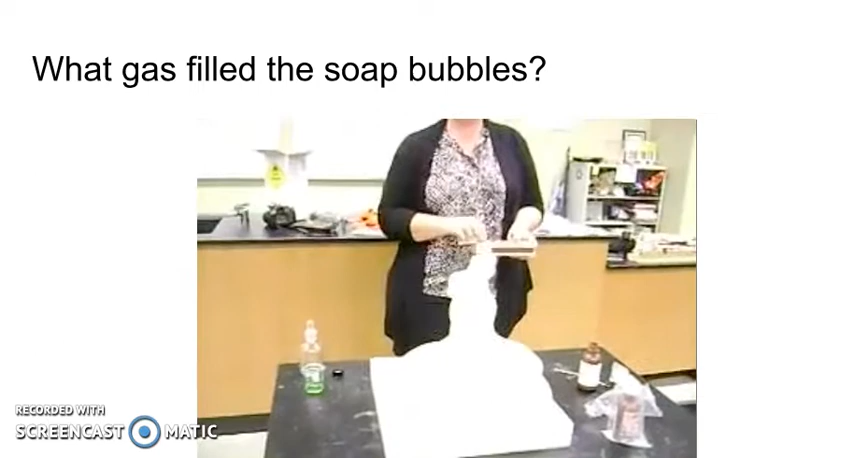 What gas filled the soap bubbles?
RECORDED WITH
SCREENCAST MATIC